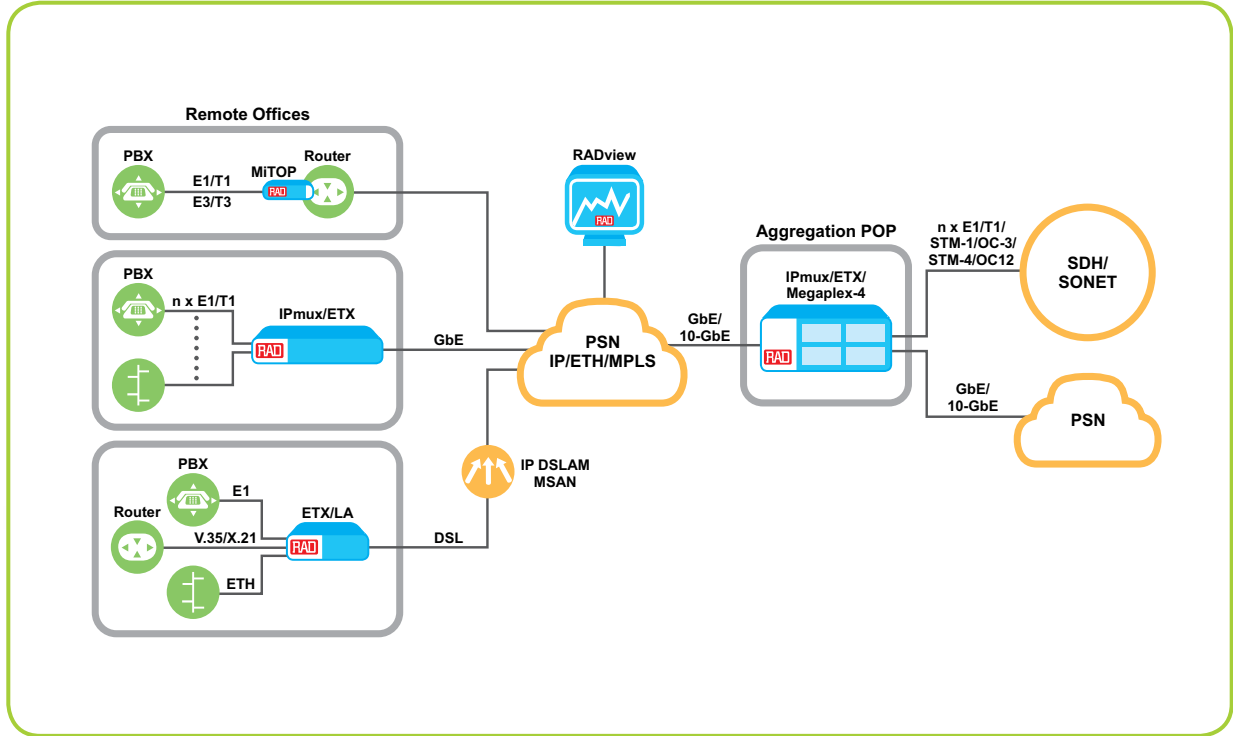 Remote Offices
PBX
Router
MiTOP
E1/T1
RAD
E3/T3
PBX
n x E1/T1
IPmux/ETX
RAD
GbE
PBX
E1
Router
ETX/LA
V.35/X.21
RAD
DSL
ETH
IP DSLAM
MSAN
RADview
RAD
PSN
IP/ETH/MPLS
GbE/
10-GbE
Aggregation POP
IPmux/ETX/
Megaplex-4
RAD
n x E1/T1/
STM-1/OC-3/
STM-4/OC12
SDH/
SONET
GbE/
10-GbE
PSN